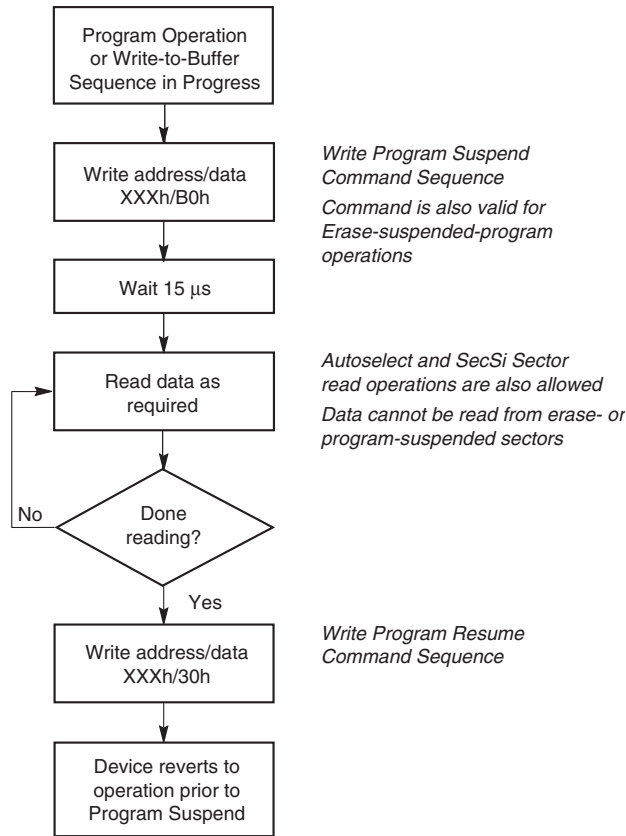 Program Operation
or Write-to-Buffer
Sequence in Progress
Write address/data
XXXh/B0h
Write Program Suspend
Command Sequence
Command is also valid for
Erase-suspended-program
operations
Wait 15 μs
Read data as
required
Autoselect and SecSi Sector
read operations are also allowed
Data cannot be read from erase- or
program-suspended sectors
No
Done
reading?
Yes
Write address/data
XXXh/30h
Write Program Resume
Command Sequence
Device reverts to
operation prior to
Program Suspend